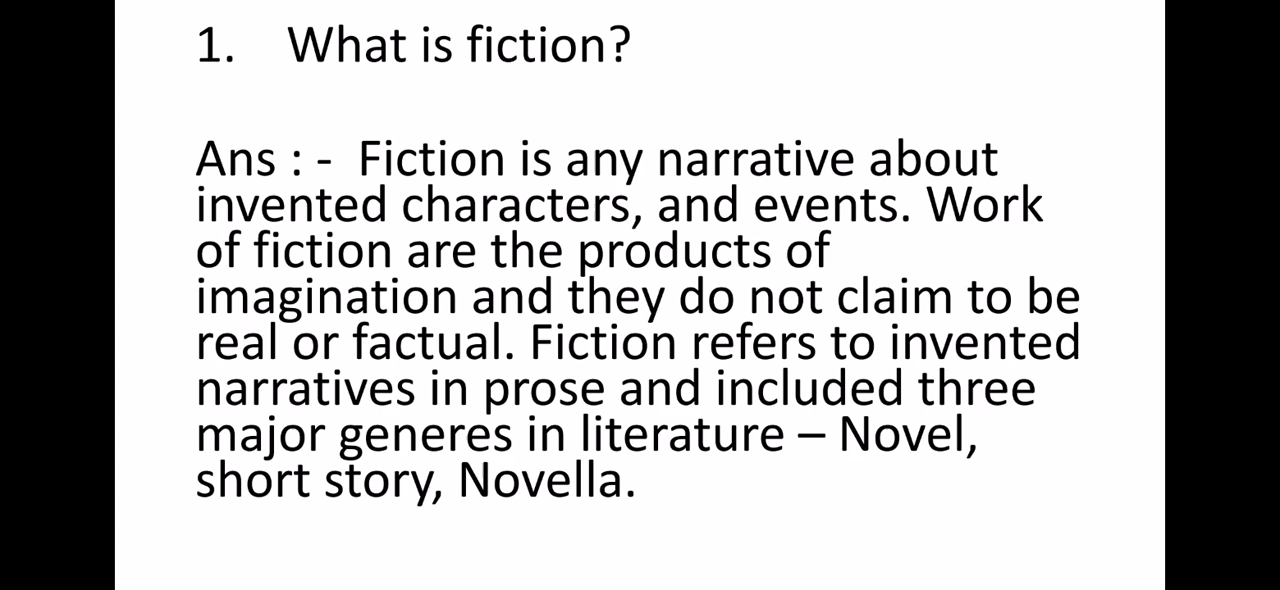 1. What is fiction?
Ans : - Fiction is any narrative about
invented characters, and events. Work
of fiction are the products of
imagination and they do not claim to be
real or factual. Fiction refers to invented
narratives in prose and included three
major generes in literature – Novel,
short story, Novella.